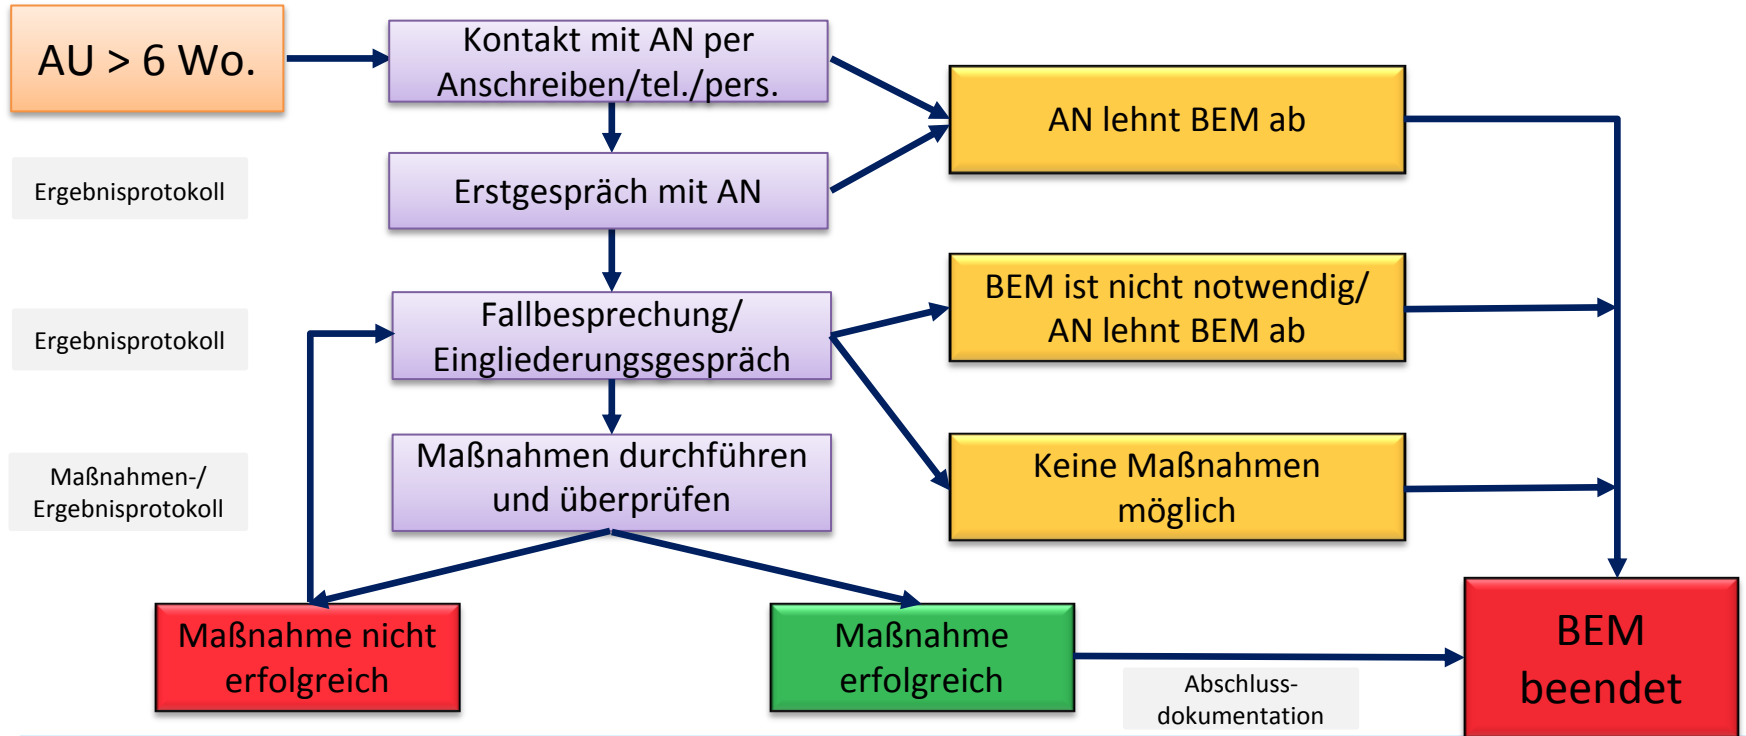 AU > 6 Wo.
Kontakt mit AN per
Anschreiben/tel./pers.
AN lehnt BEM ab
Ergebnisprotokoll
Erstgespräch mit AN
BEM ist nicht notwendig/
AN lehnt BEM ab
Ergebnisprotokoll
Fallbesprechung/
Eingliederungsgespräch
Maßnahmen-/
Ergebnisprotokoll
Maßnahmen durchführen
und überprüfen
Keine Maßnahmen
möglich
Maßnahme nicht
erfolgreich
Maßnahme
erfolgreich
Abschluss-
dokumentation
BEM
beendet